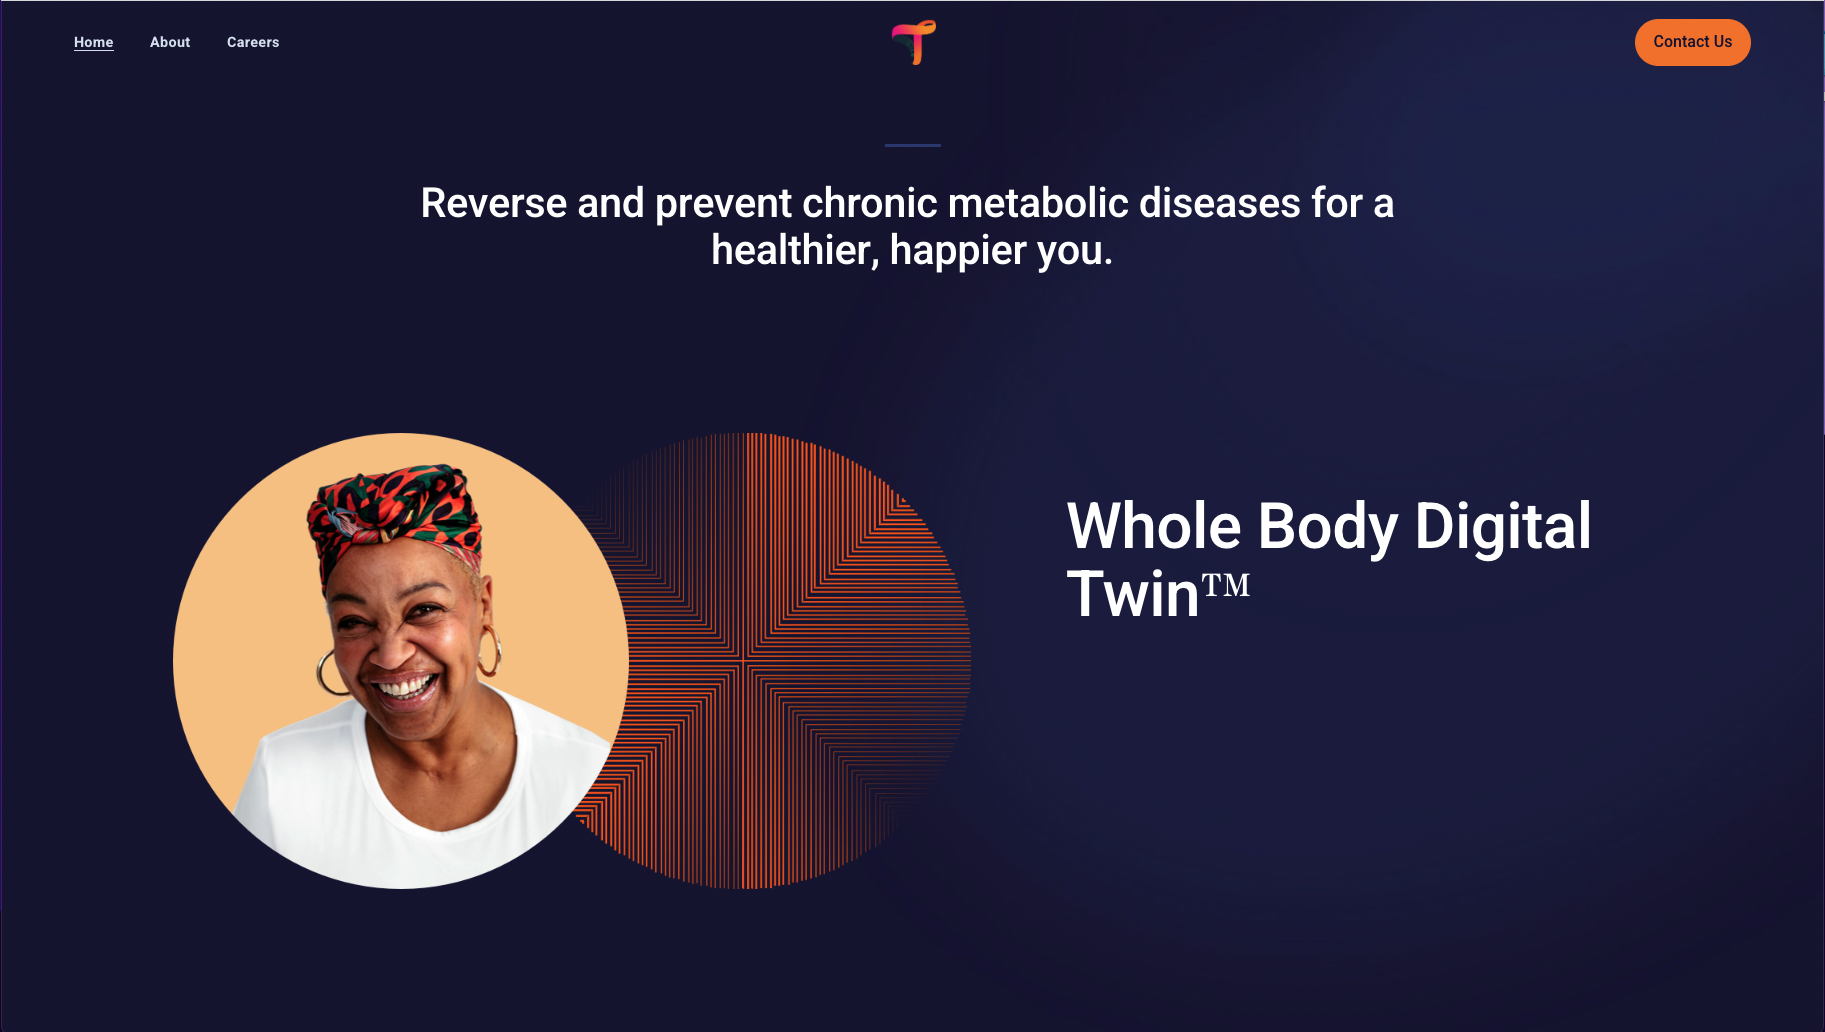 Home About Careers
Contact Us
Reverse and prevent chronic metabolic diseases for a
healthier, happier you.
Whole Body Digital
Twin™